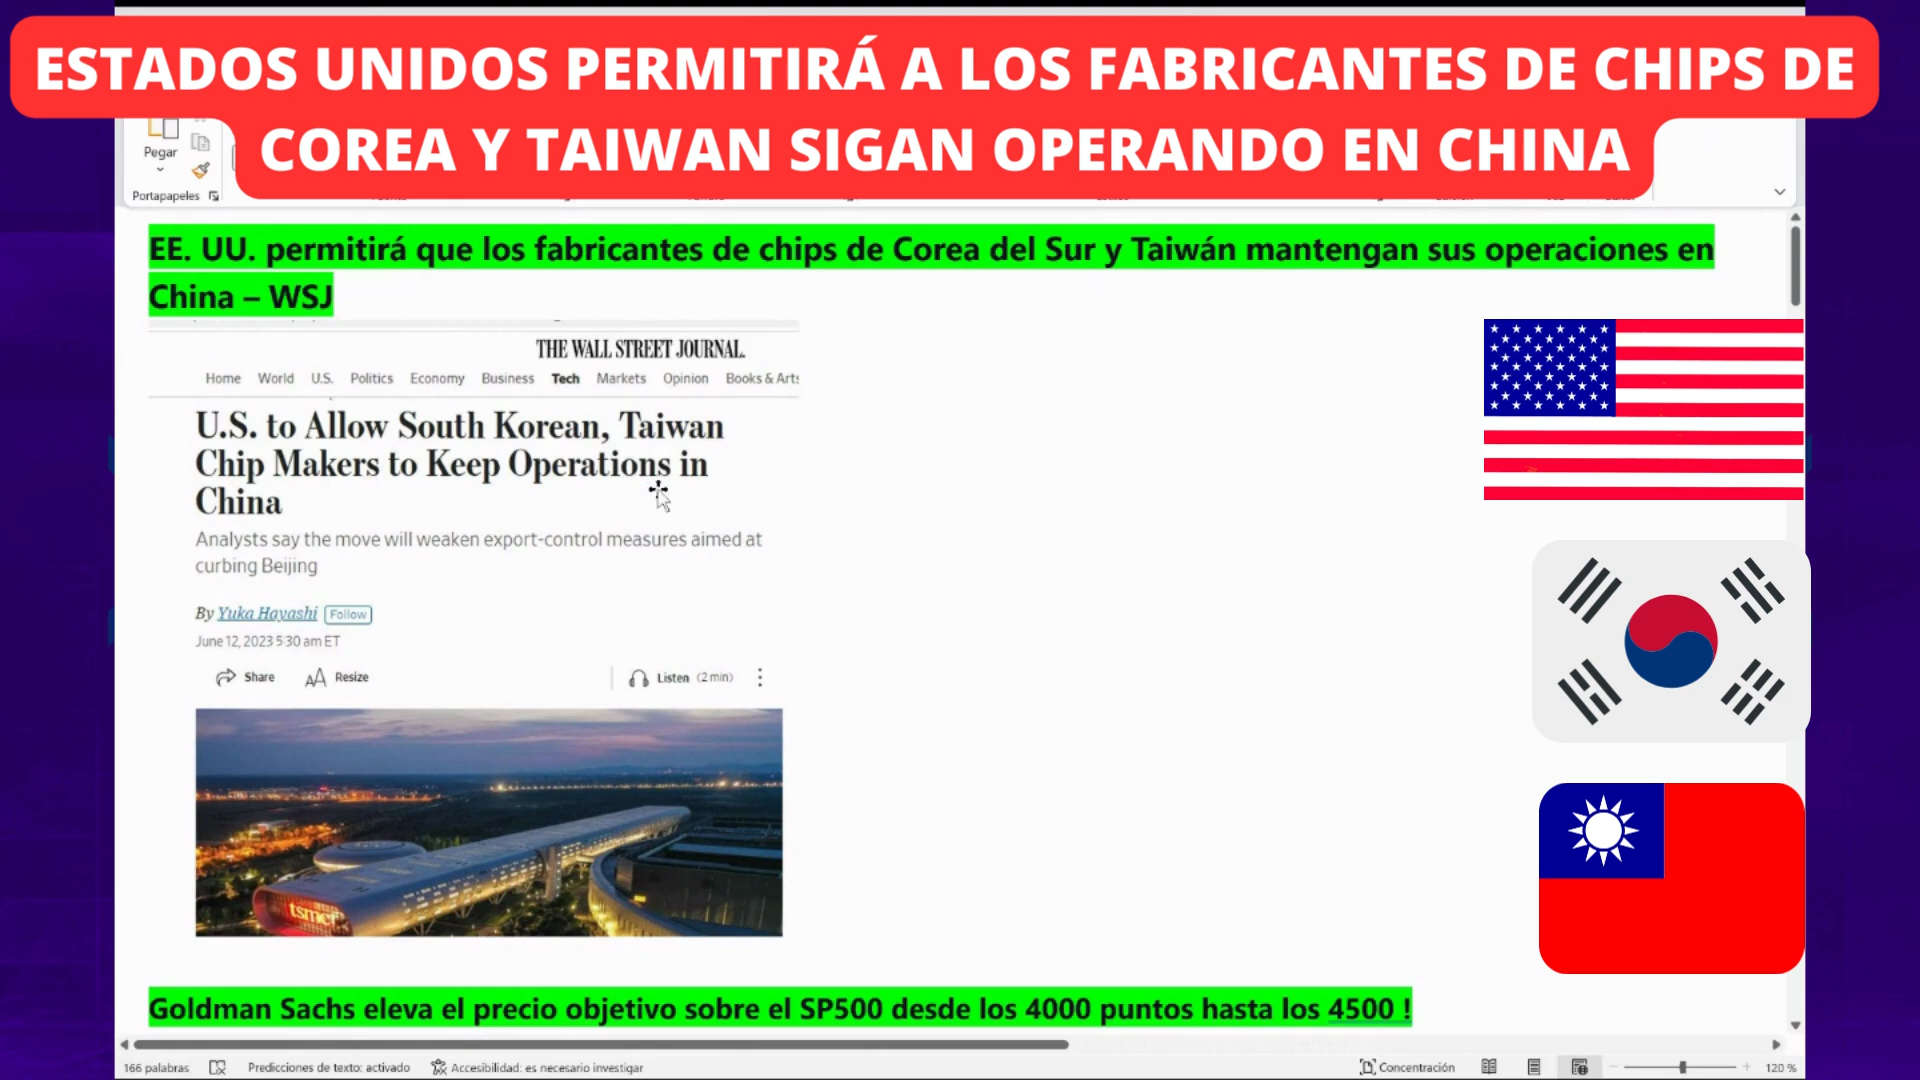 ESTADOS UNIDOS PERMITIRÁ A LOS FABRICANTES DE CHIPS DE
COREA Y TAIWAN SIGAN OPERANDO EN CHINA
Pegar
Portapapeles
EE. UU. permitirá que los fabricantes de chips de Corea del Sur y Taiwán mantengan sus operaciones en
China – WSJ
THE WALL STREET JOURNAL.
Home World U.S. Politics Economy Business Tech Markets Opinion Books & Arts
U.S. to Allow South Korean, Taiwan
Chip Makers to Keep Operations in
China
Analysts say the move will weaken export-control measures aimed at
curbing Beijing
By Yuka Hayashi Follow
June 12, 2023 5:30 am ET
Share AA Resize Listen (2 min)
tsmc
Goldman Sachs eleva el precio objetivo sobre el SP500 desde los 4000 puntos hasta los 4500 !
166 palabras Predicciones de texto: activado Accesibilidad: es necesario investigar Concentración 120 %